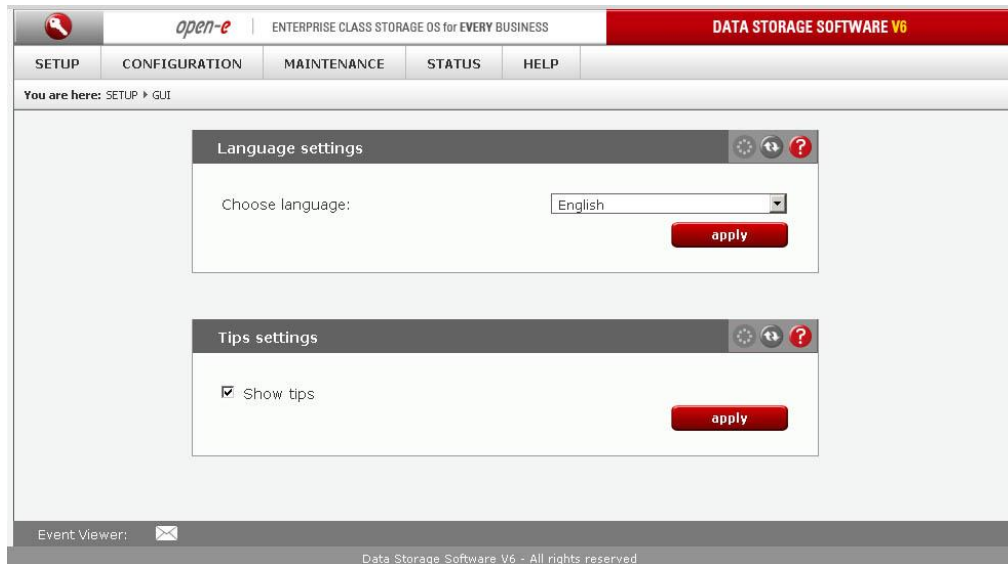 open-e | ENTERPRISE CLASS STORAGE OS for EVERY BUSINESS DATA STORAGE SOFTWARE V6
SETUP CONFIGURATION MAINTENANCE STATUS HELP
You are here: SETUP ▸ GUI
Language settings ?
Choose language: English
apply
Tips settings ?
Show tips
apply
Event Viewer:
Data Storage Software V6 - All rights reserved